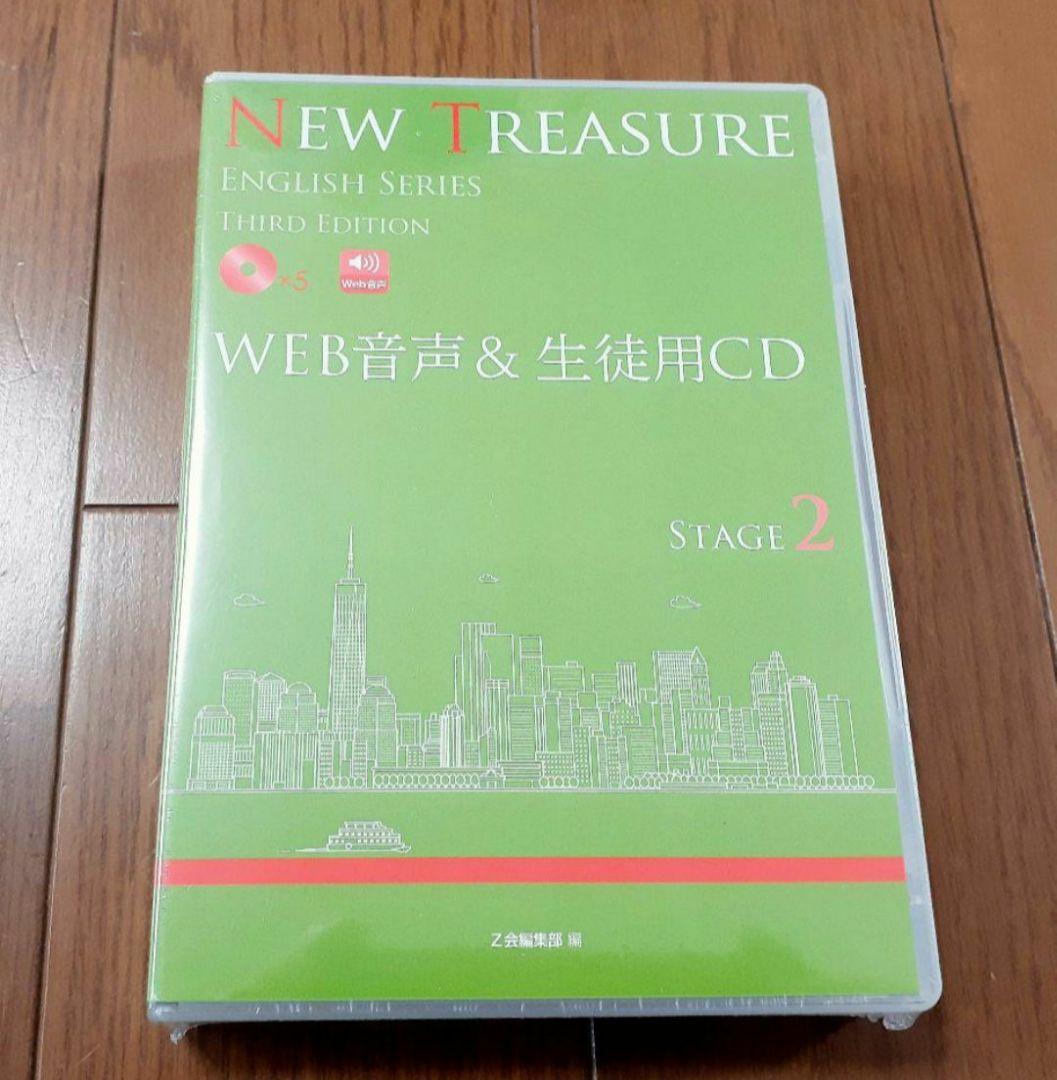 NEW TREASURE
ENGLISH SERIES
THIRD EDITION
×5
Web音声
WEB音声 & 生徒用CD
STAGE 2
Z会編集部 編